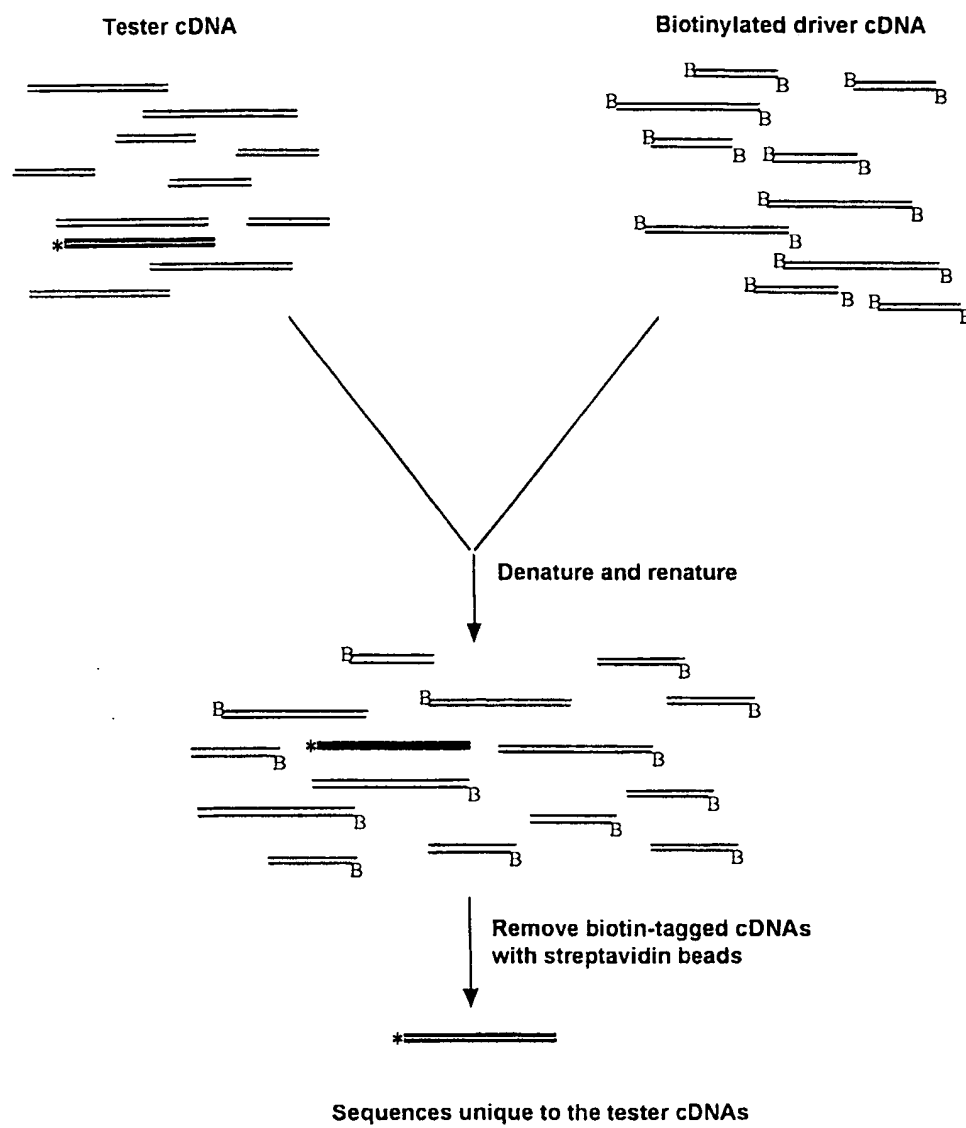 Tester cDNA
Biotinylated driver cDNA
B B
B B
B B
B B
B B
B B
B B
*
B B
B B
B B
B B
Denature and renature
B
B
B
B B
*
B B
B
B
B B
B B
B
Remove biotin-tagged cDNAs
with streptavidin beads
*
Sequences unique to the tester cDNAs